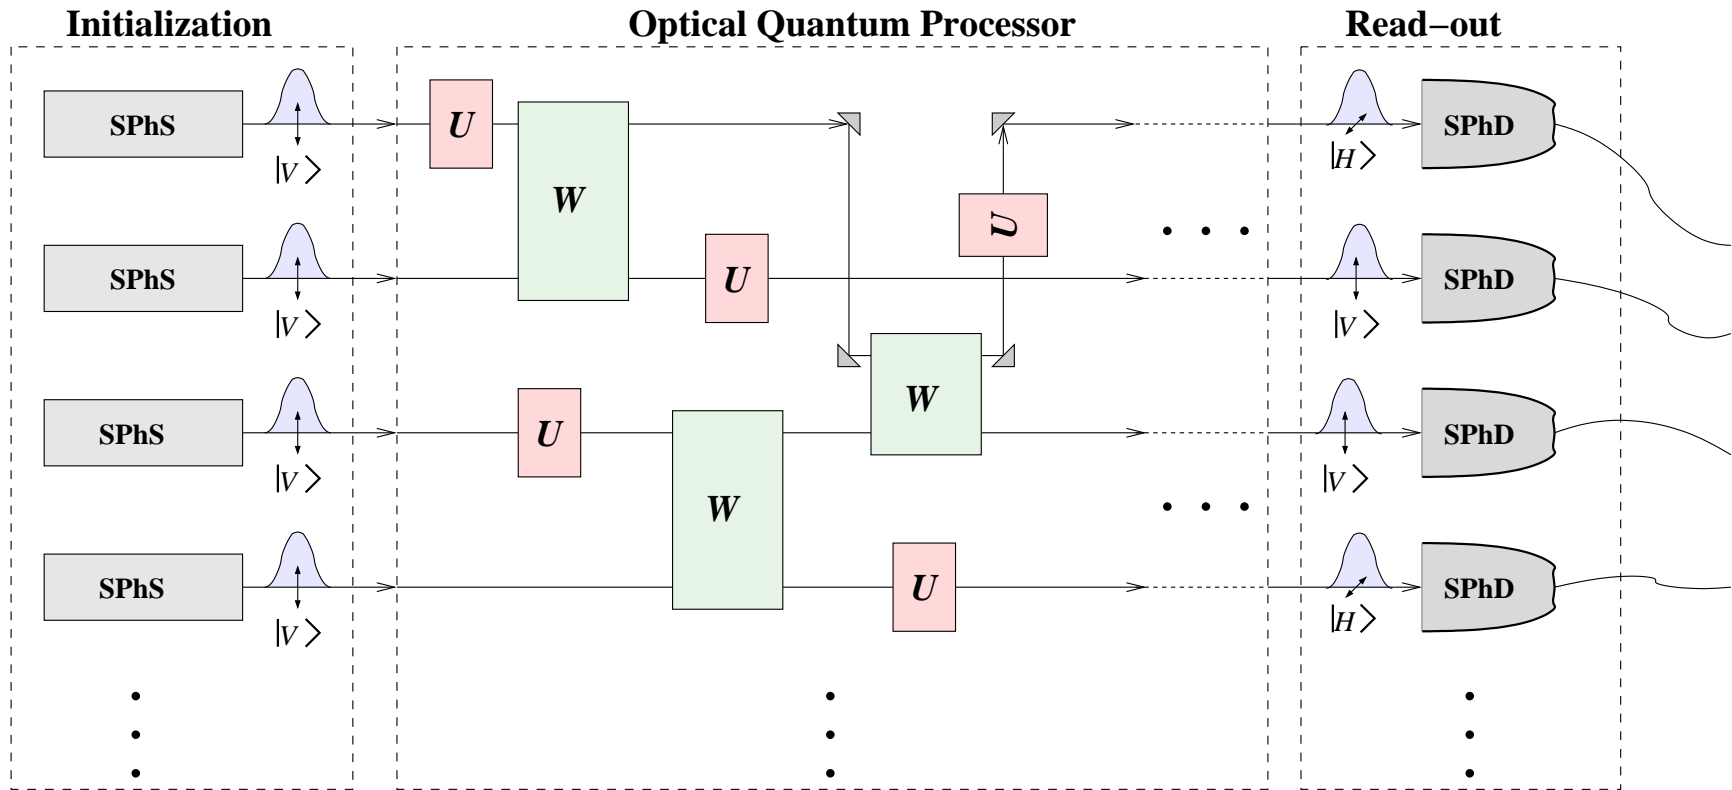 Initialization Optical Quantum Processor Read−out
SPhS U SPhD
|V⟩ |H⟩
W U
SPhS U SPhD
|V⟩ |V⟩
SPhS U W SPhD
|V⟩ |V⟩
W
SPhS U SPhD
|V⟩ |H⟩